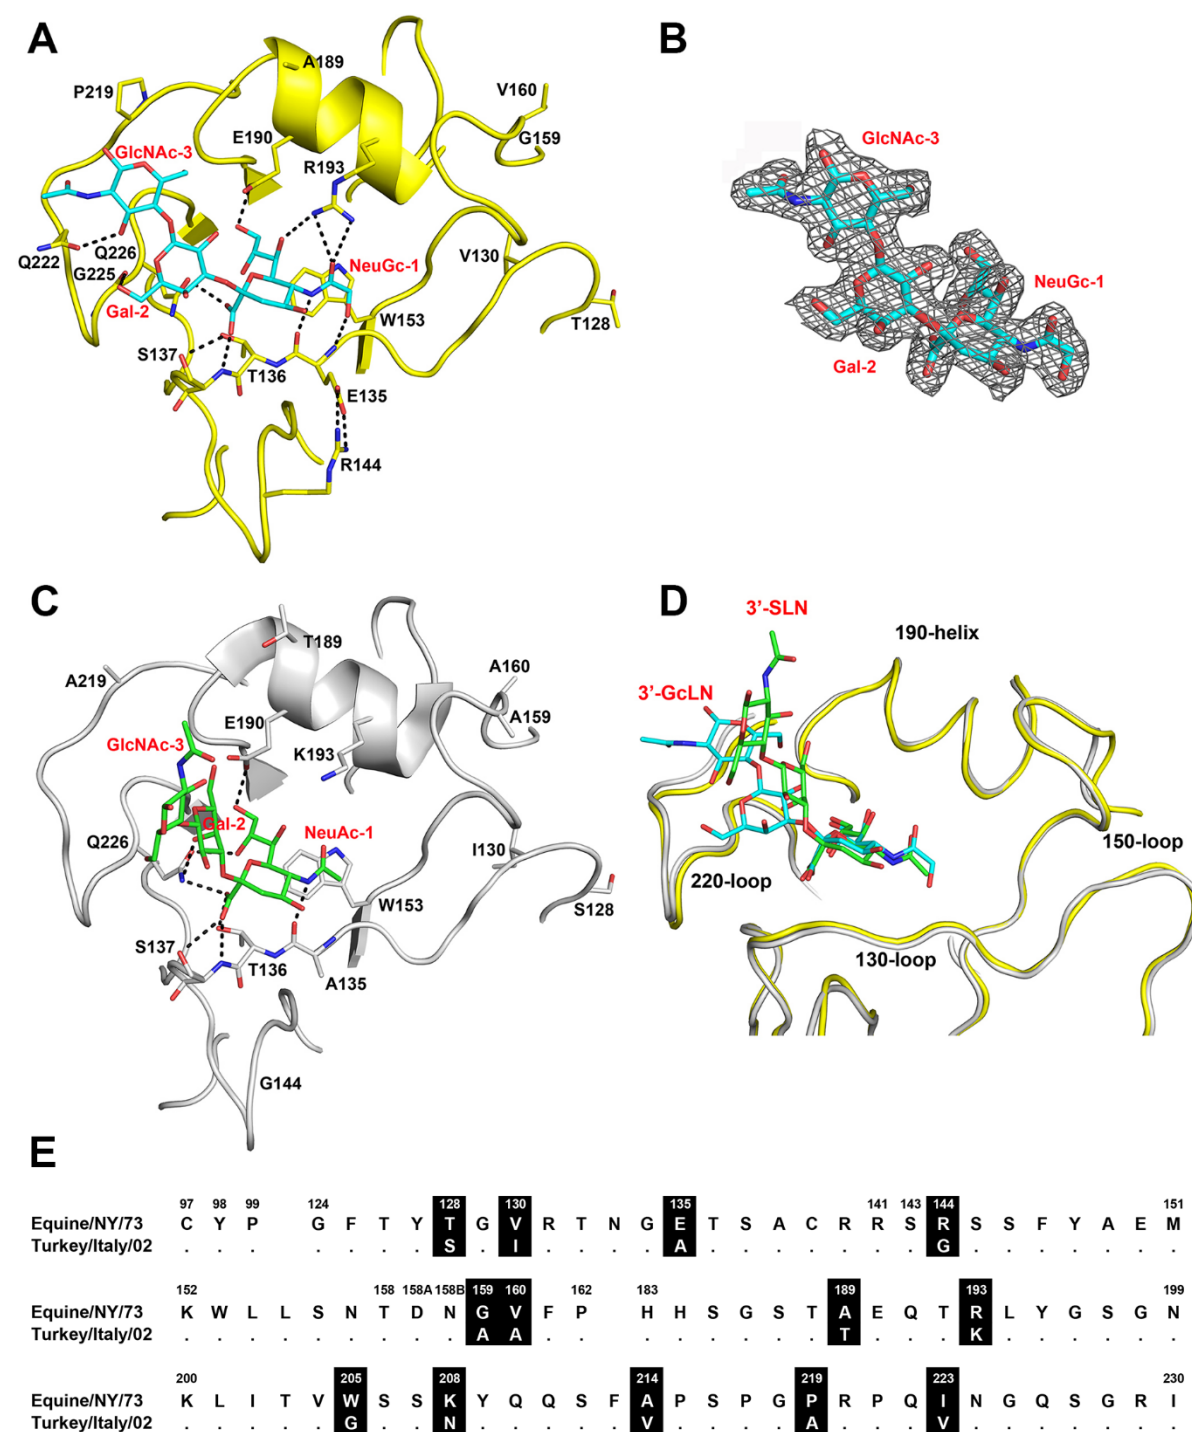 A
A189
P219
V160
E190
G159
GlcNAc-3
R193
Q222
Q226
G225
Gal-2
NeuGc-1
V130
W153
T128
S137
T136
E135
R144
B
GlcNAc-3
NeuGc-1
Gal-2
C
T189
A219
A160
E190
A159
GlcNAc-3
K193
Gal-2
NeuAc-1
Q226
I130
W153
S128
S137
T136
A135
G144
D
3'-SLN
190-helix
3'-GcLN
150-loop
220-loop
130-loop
E
97 98 99 124 128 130 135 141 143 144 151
Equine/NY/73 C Y P G F T Y T G V R T N G E T S A C R R S R S S F Y A E M
Turkey/Italy/02 . . . . . . . S . I . . . . A . . . . . . . G . . . . . . .
152 158 158A 158B 159 160 162 183 189 193 199
Equine/NY/73 K W L L S N T D N G V F P H H S G S T A E Q T R L Y G S G N
Turkey/Italy/02 . . . . . . . . . A A . . . . . . . . T . . . K . . . . . .
200 205 208 214 219 223 230
Equine/NY/73 K L I T V W S S K Y Q Q S F A P S P G P R P Q I N G Q S G R I
Turkey/Italy/02 . . . . . G . . N . . . . . V . . . . A . . . V . . . . . . .